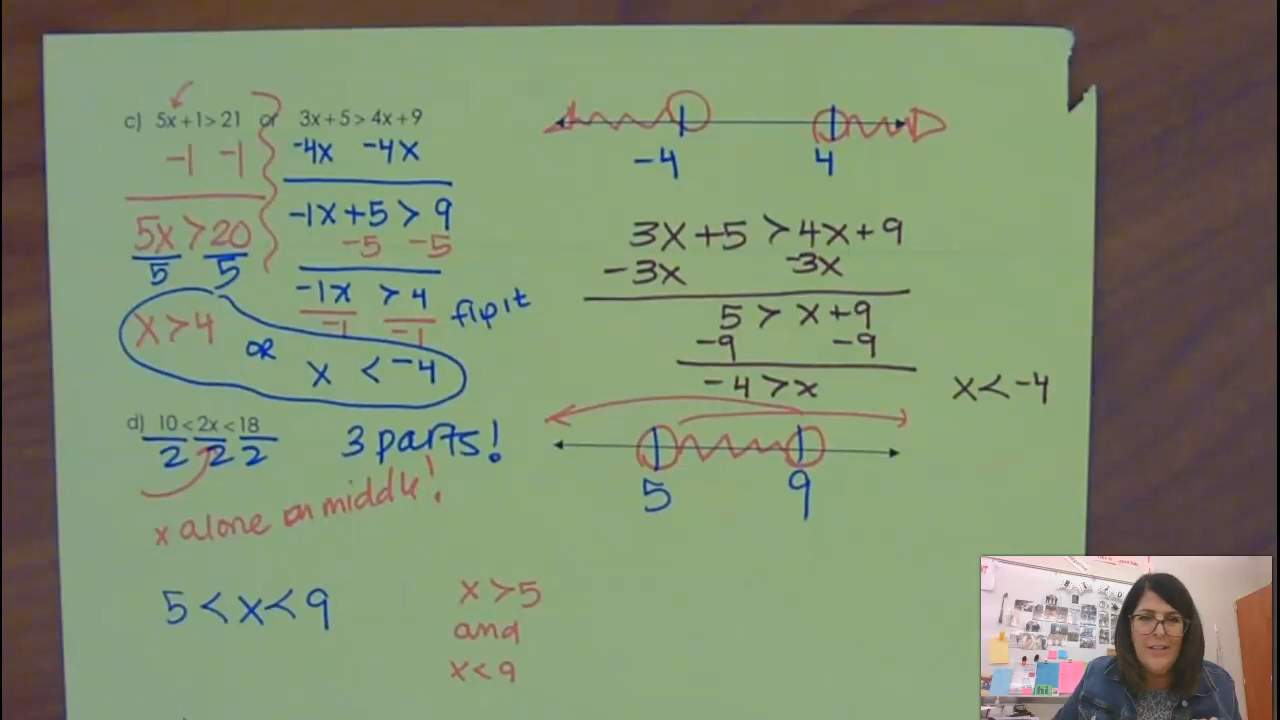 c) 5x+1>21 or 3x+5>4x+9
-1 -1
5x>20
5 5
x>4
OR
-4x -4x
-1x+5 > 9
-5 -5
-1x > 4
-1 -1
flip it
x < -4
-4 4
3x+5 > 4x+9
-3x -3x
5 > x+9
-9 -9
-4 > x
x < -4
d) 10<2x<18
2 2 2
3 parts!
x alone in middle!
5 < x < 9
x > 5
and
x < 9
5 9
hi